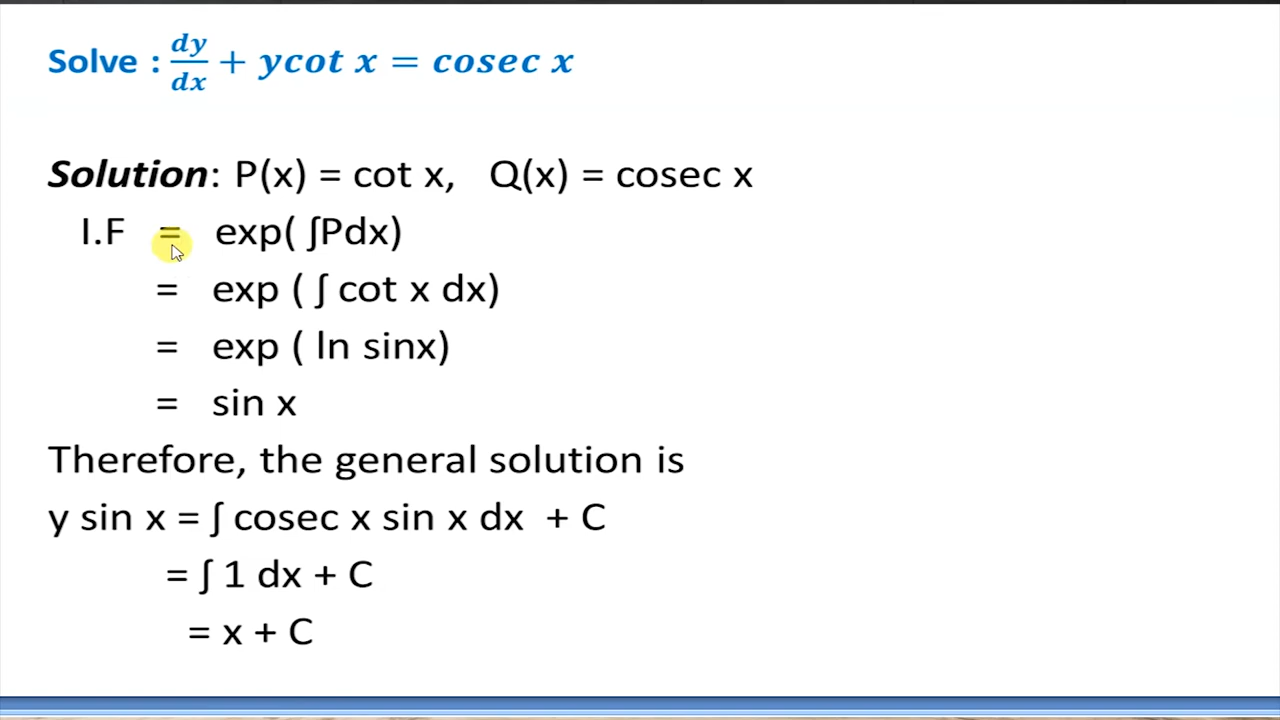 Solve : dy/dx + ycot x = cosec x
Solution: P(x) = cot x, Q(x) = cosec x
I.F = exp( ∫Pdx)
= exp ( ∫ cot x dx)
= exp ( ln sinx)
= sin x
Therefore, the general solution is
y sin x = ∫ cosec x sin x dx + C
= ∫ 1 dx + C
= x + C